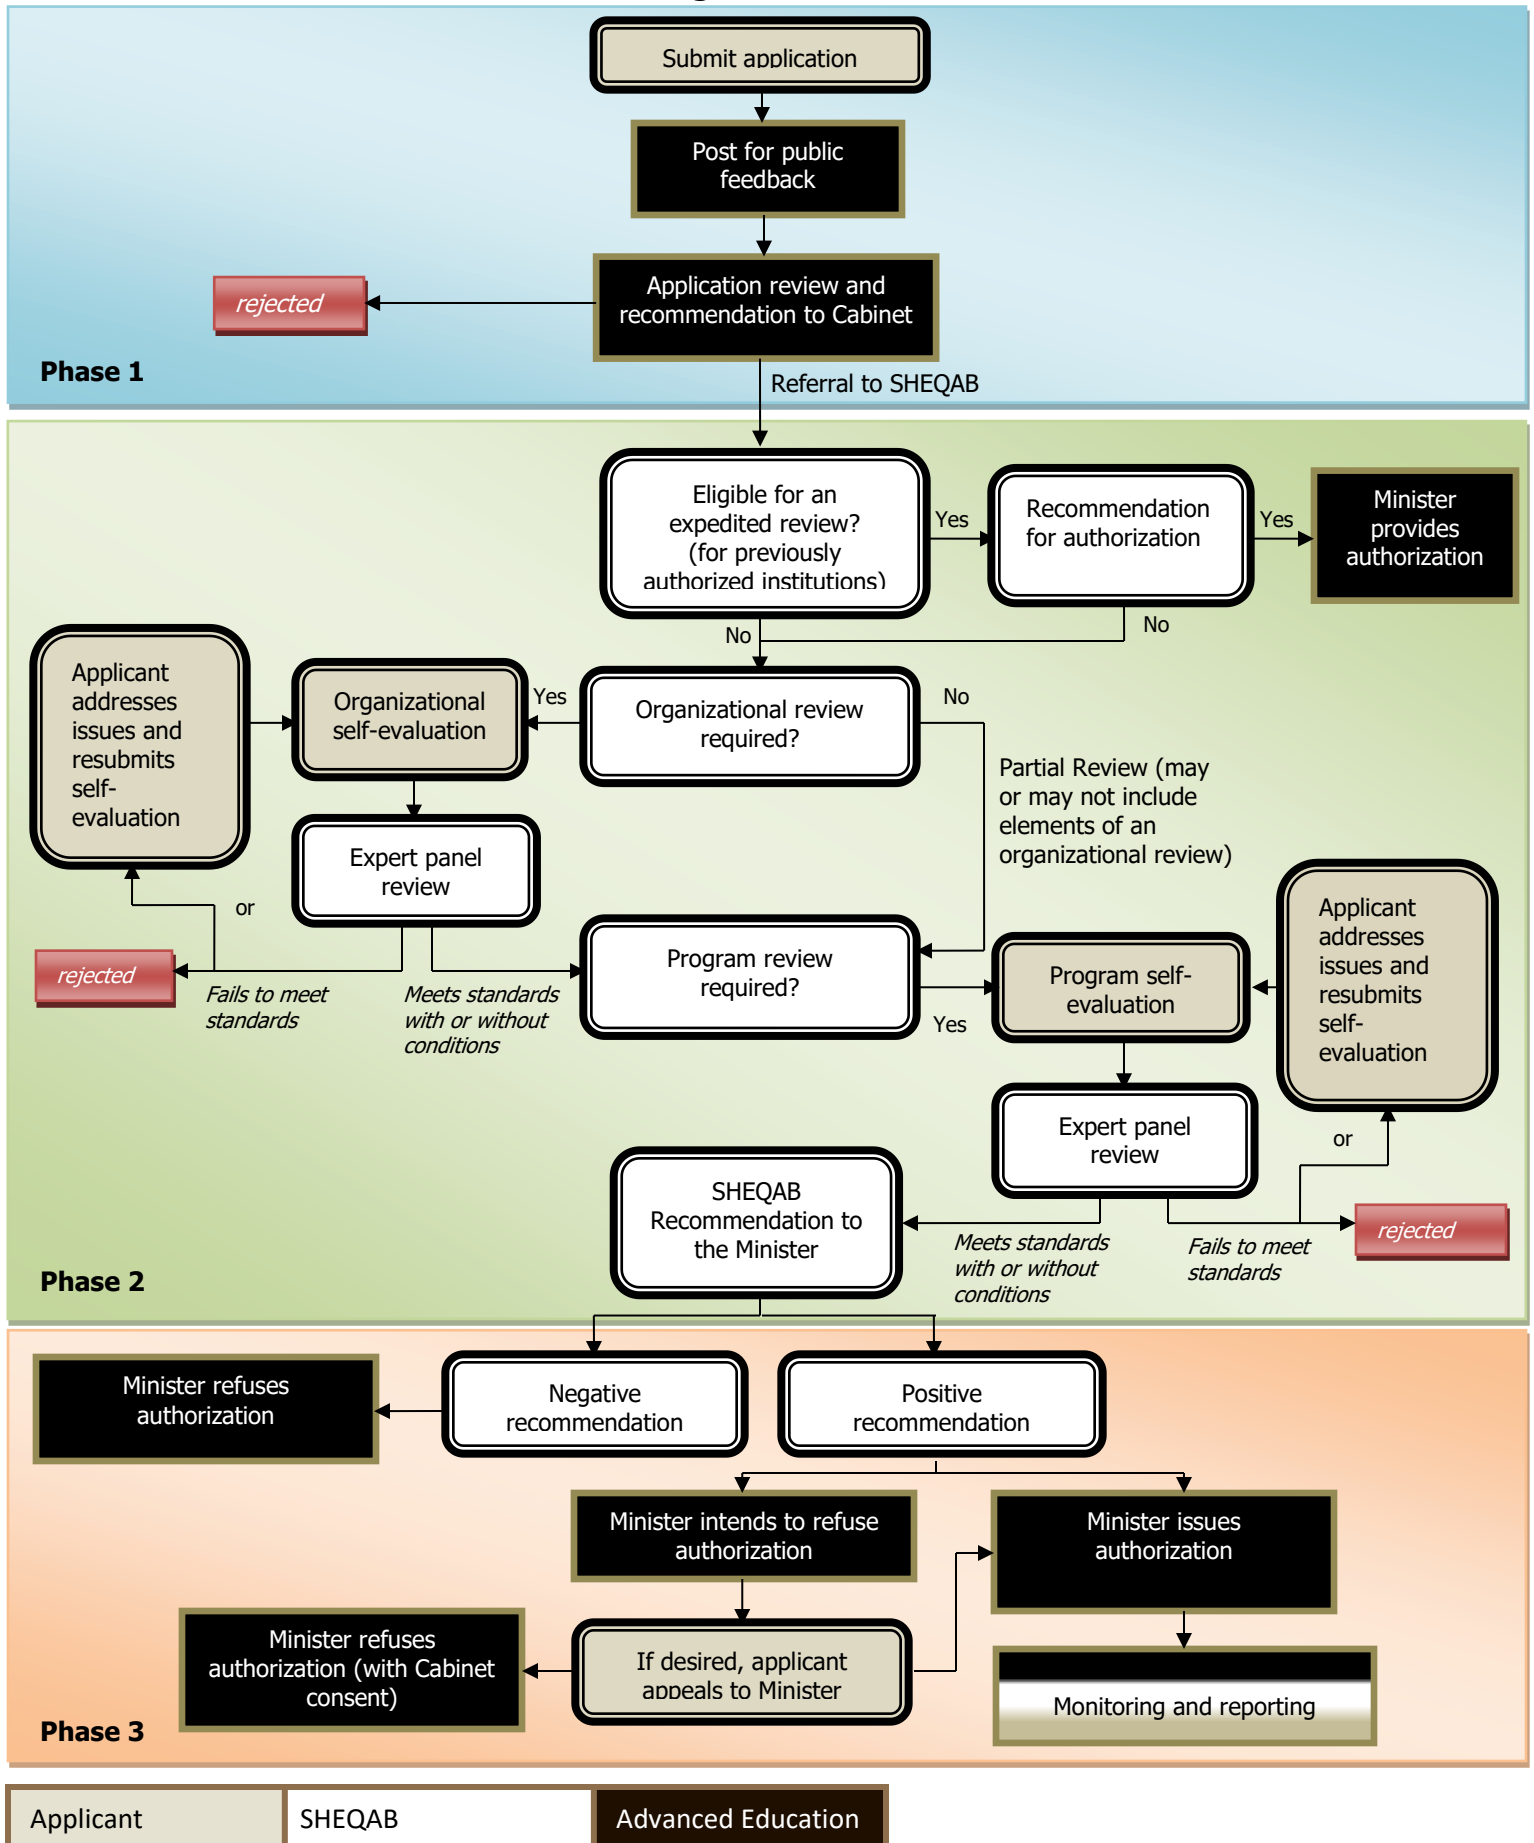 Submit application
Post for public
feedback
Application review and
recommendation to Cabinet
rejected
Phase 1
Referral to SHEQAB
Eligible for an
expedited review?
(for previously
authorized institutions)
Yes
Recommendation
for authorization
Yes
Minister
provides
authorization
No
No
Applicant
addresses
issues and
resubmits
self-
evaluation
Organizational
self-evaluation
Yes
Organizational review
required?
No
Partial Review (may
or may not include
elements of an
organizational review)
Expert panel
review
or
rejected
Fails to meet
standards
Meets standards
with or without
conditions
Program review
required?
Yes
Program self-
evaluation
Applicant
addresses
issues and
resubmits
self-
evaluation
Expert panel
review
or
SHEQAB
Recommendation to
the Minister
Meets standards
with or without
conditions
Fails to meet
standards
rejected
Phase 2
Minister refuses
authorization
Negative
recommendation
Positive
recommendation
Minister intends to refuse
authorization
Minister issues
authorization
Minister refuses
authorization (with Cabinet
consent)
If desired, applicant
appeals to Minister
Monitoring and reporting
Phase 3
Applicant
SHEQAB
Advanced Education